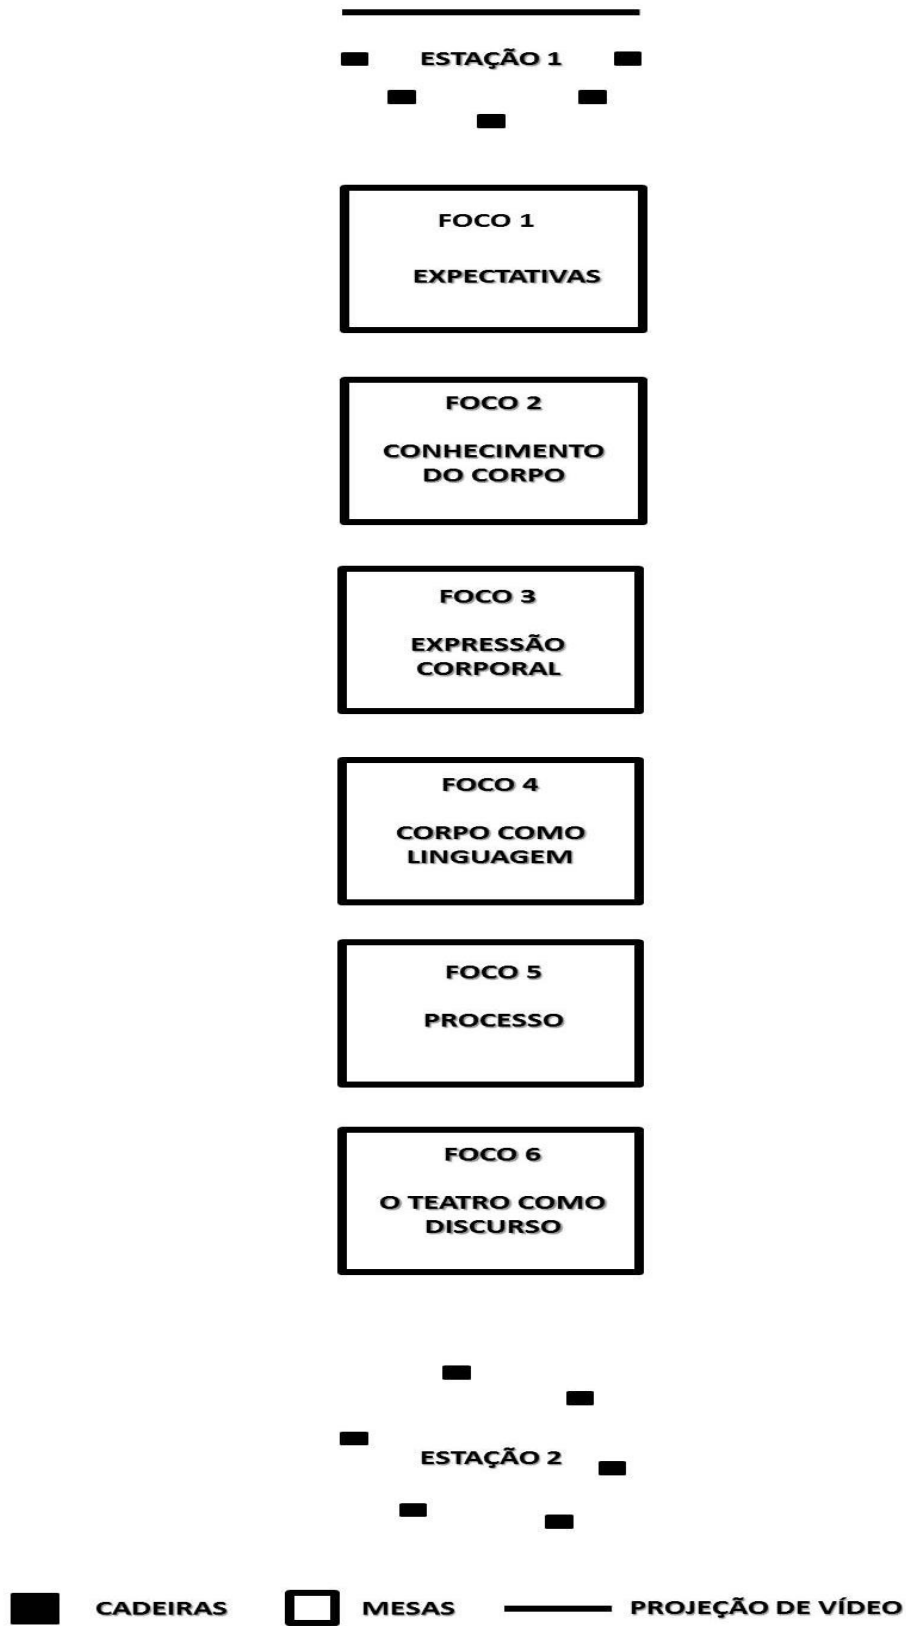 ESTAÇÃO 1
FOCO 1
EXPECTATIVAS
FOCO 2
CONHECIMENTO
DO CORPO
FOCO 3
EXPRESSÃO
CORPORAL
FOCO 4
CORPO COMO
LINGUAGEM
FOCO 5
PROCESSO
FOCO 6
O TEATRO COMO
DISCURSO
ESTAÇÃO 2
CADEIRAS MESAS PROJEÇÃO DE VÍDEO